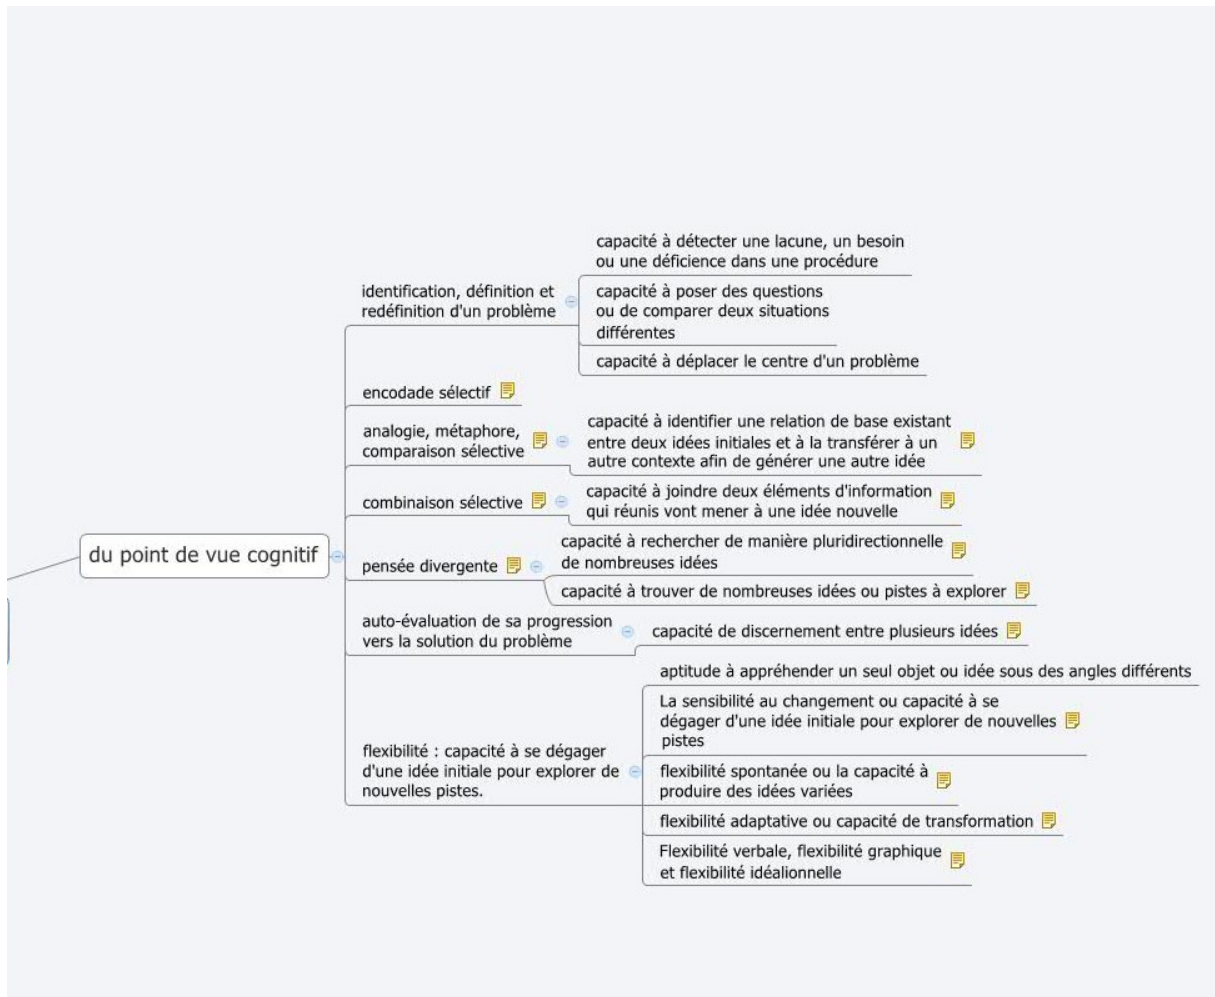 capacité à détecter une lacune, un besoin
ou une déficience dans une procédure
identification, définition et
redéfinition d'un problème
capacité à poser des questions
ou de comparer deux situations
différentes
capacité à déplacer le centre d'un problème
encodade sélectif
analogie, métaphore,
comparaison sélective
capacité à identifier une relation de base existant
entre deux idées initiales et à la transférer à un
autre contexte afin de générer une autre idée
combinaison sélective
capacité à joindre deux éléments d'information
qui réunis vont mener à une idée nouvelle
du point de vue cognitif
pensée divergente
capacité à rechercher de manière pluridirectionnelle
de nombreuses idées
capacité à trouver de nombreuses idées ou pistes à explorer
auto-évaluation de sa progression
vers la solution du problème
capacité de discernement entre plusieurs idées
flexibilité : capacité à se dégager
d'une idée initiale pour explorer de
nouvelles pistes.
aptitude à appréhender un seul objet ou idée sous des angles différents
La sensibilité au changement ou capacité à se
dégager d'une idée initiale pour explorer de nouvelles
pistes
flexibilité spontanée ou la capacité à
produire des idées variées
flexibilité adaptative ou capacité de transformation
Flexibilité verbale, flexibilité graphique
et flexibilité idéalionnelle